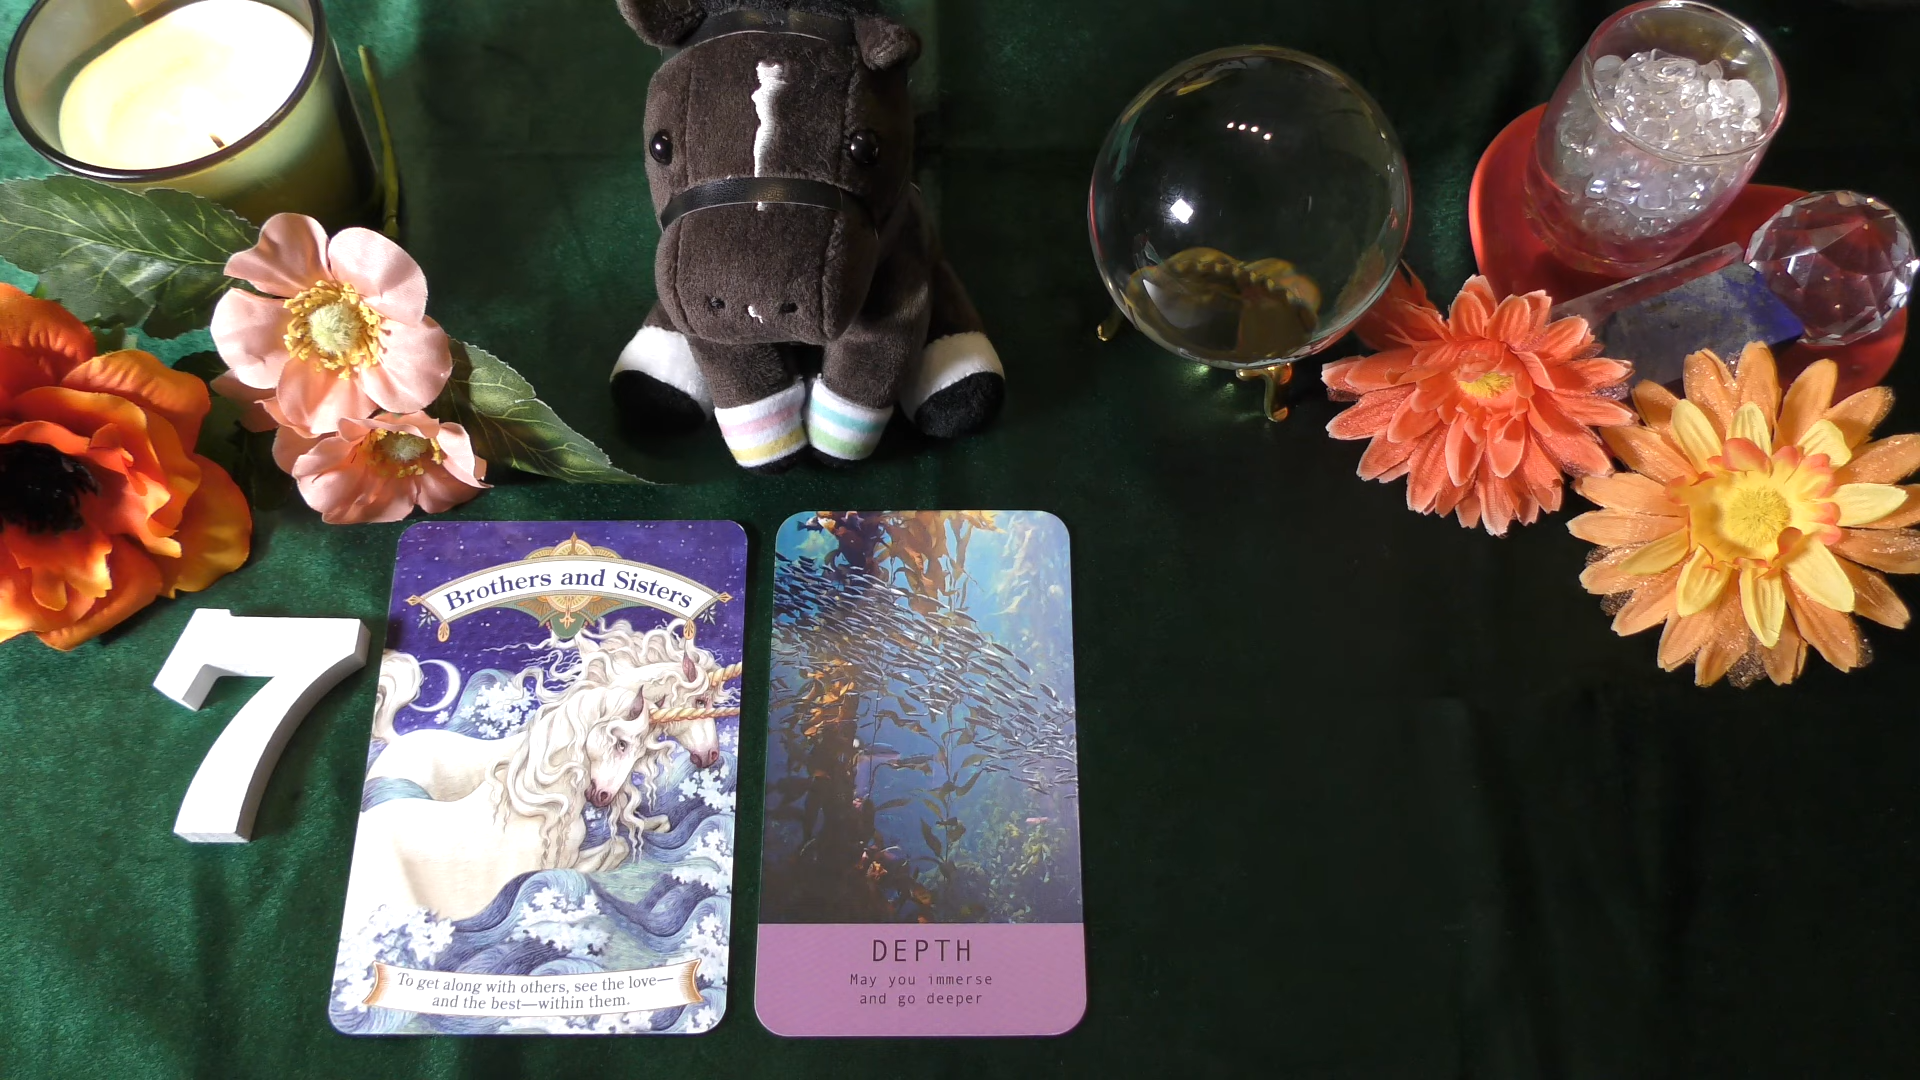 7
Brothers and Sisters
To get along with others, see the love—
and the best—within them.
DEPTH
May you immerse
and go deeper